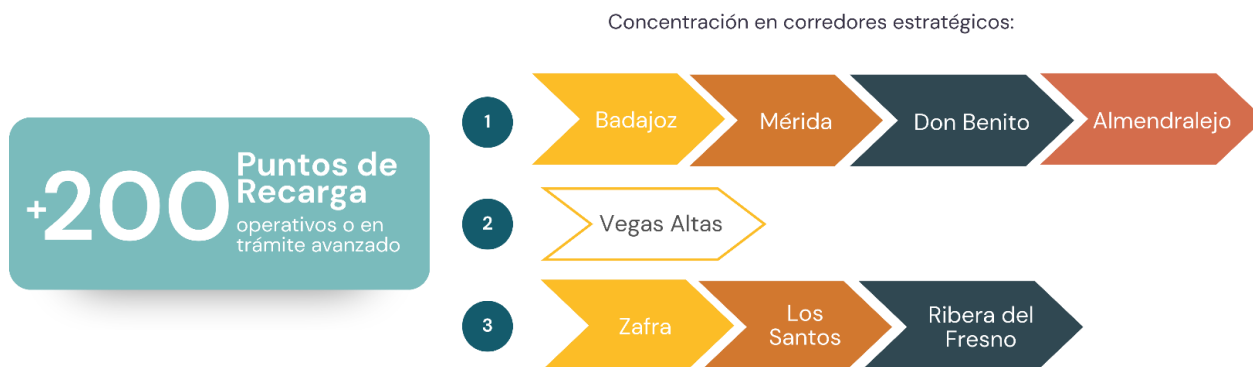 Concentración en corredores estratégicos:
+200
Puntos de
Recarga
operativos o en
trámite avanzado
1
Badajoz
Mérida
Don Benito
Almendralejo
2
Vegas Altas
3
Zafra
Los
Santos
Ribera del
Fresno